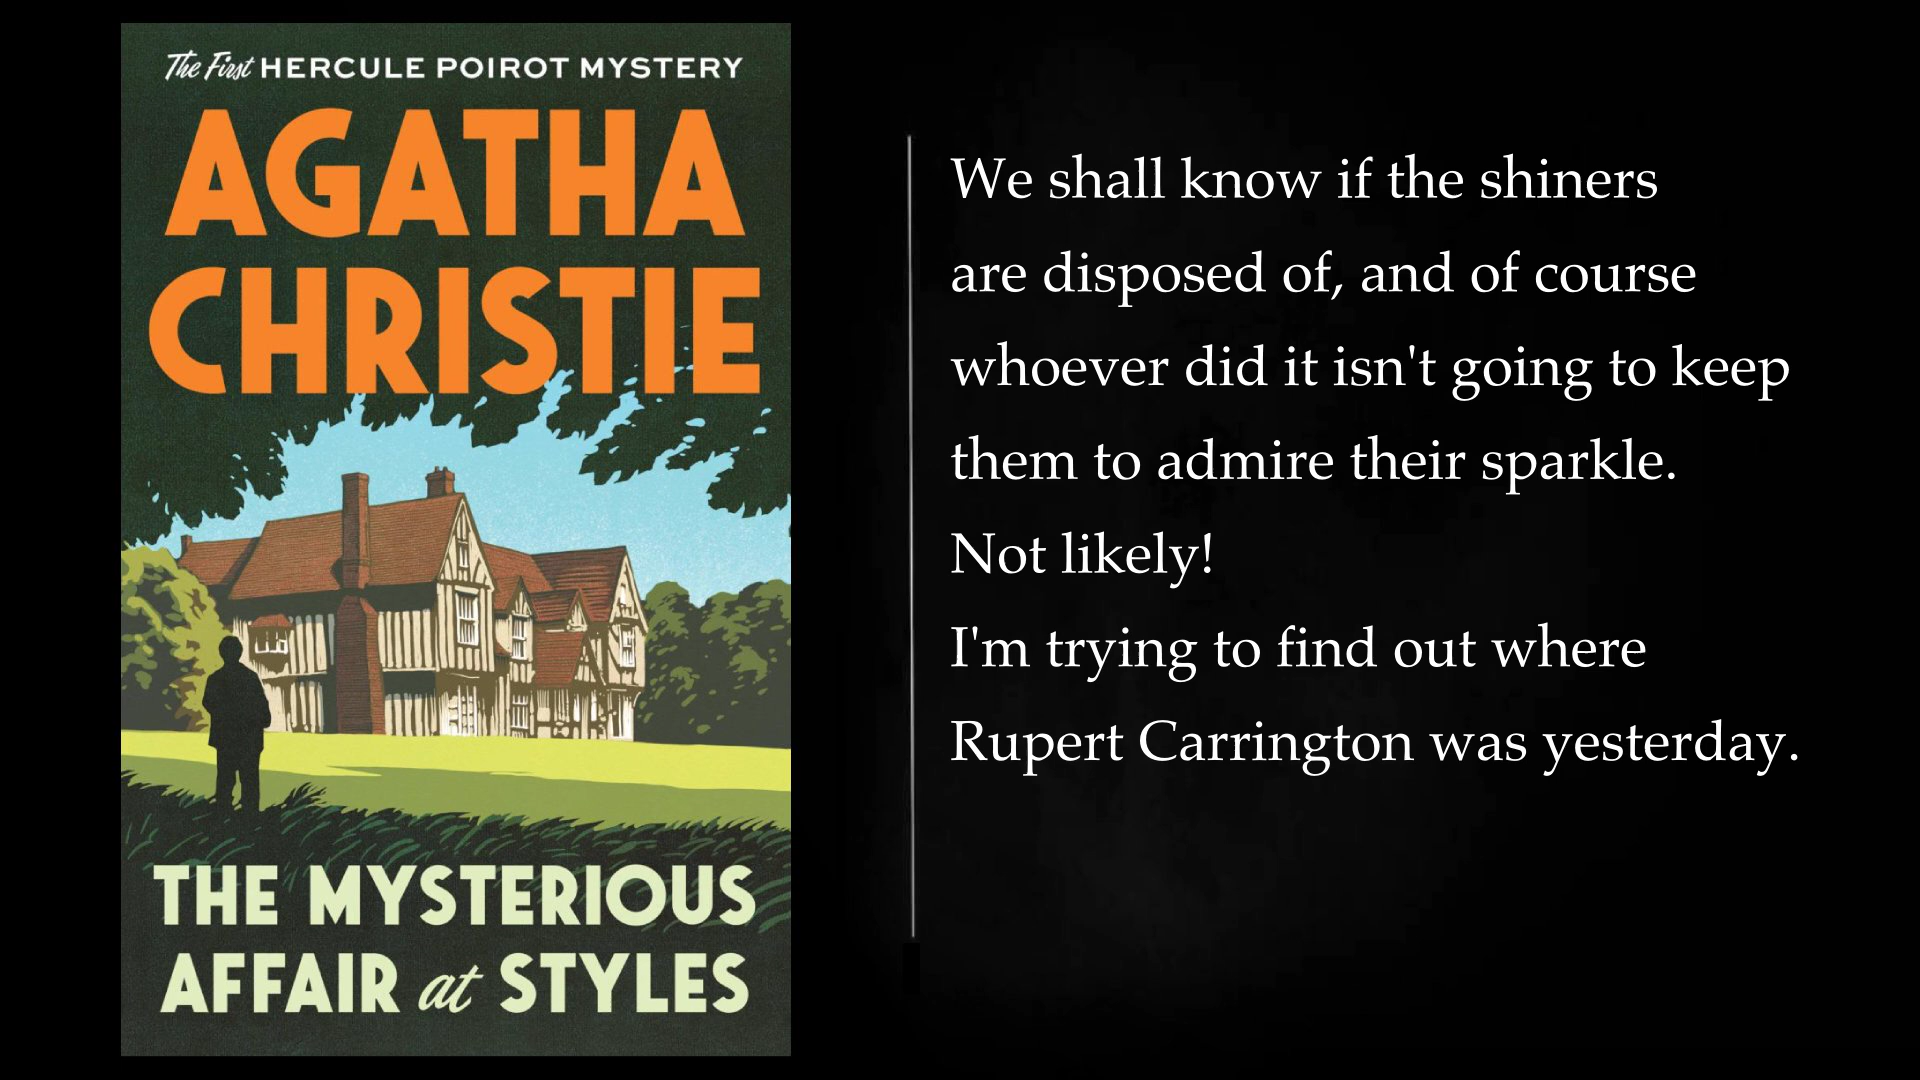 The First HERCULE POIROT MYSTERY
AGATHA
CHRISTIE
THE MYSTERIOUS
AFFAIR at STYLES
We shall know if the shiners
are disposed of, and of course
whoever did it isn't going to keep
them to admire their sparkle.
Not likely!
I'm trying to find out where
Rupert Carrington was yesterday.